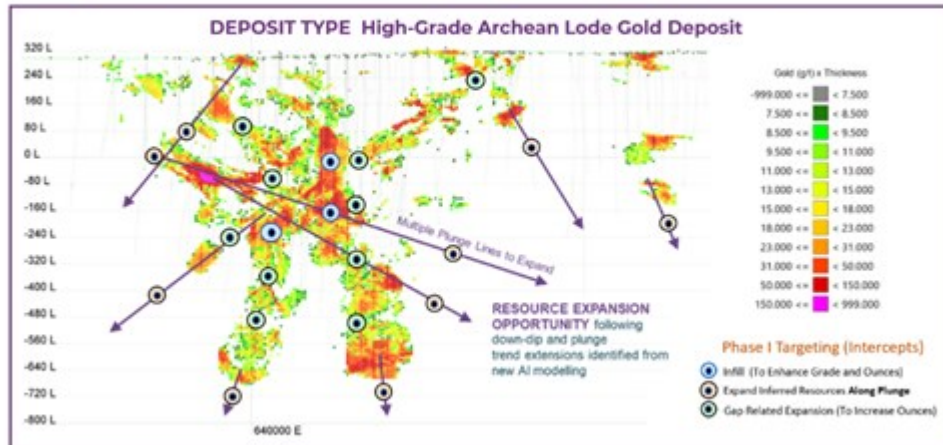 DEPOSIT TYPE High-Grade Archean Lode Gold Deposit
320 L
240 L
160 L
80 L
0 L
-80 L
-160 L
-240 L
-320 L
-400 L
-480 L
-560 L
-640 L
-720 L
-800 L
640000 E
Multiple Plunge Lines to Expand
RESOURCE EXPANSION
OPPORTUNITY following
down-dip and plunge
trend extensions identified from
new AI modelling
Gold (g/t) x Thickness
-999.000 <= < 7.500
7.500 <= < 8.500
8.500 <= < 9.500
9.500 <= < 11.000
11.000 <= < 13.000
13.000 <= < 15.000
15.000 <= < 18.000
18.000 <= < 23.000
23.000 <= < 31.000
31.000 <= < 50.000
50.000 <= < 150.000
150.000 <= < 999.000
Phase I Targeting (Intercepts)
Infill (To Enhance Grade and Ounces)
Expand Inferred Resources Along Plunge
Gap Related Expansion (To Increase Ounces)